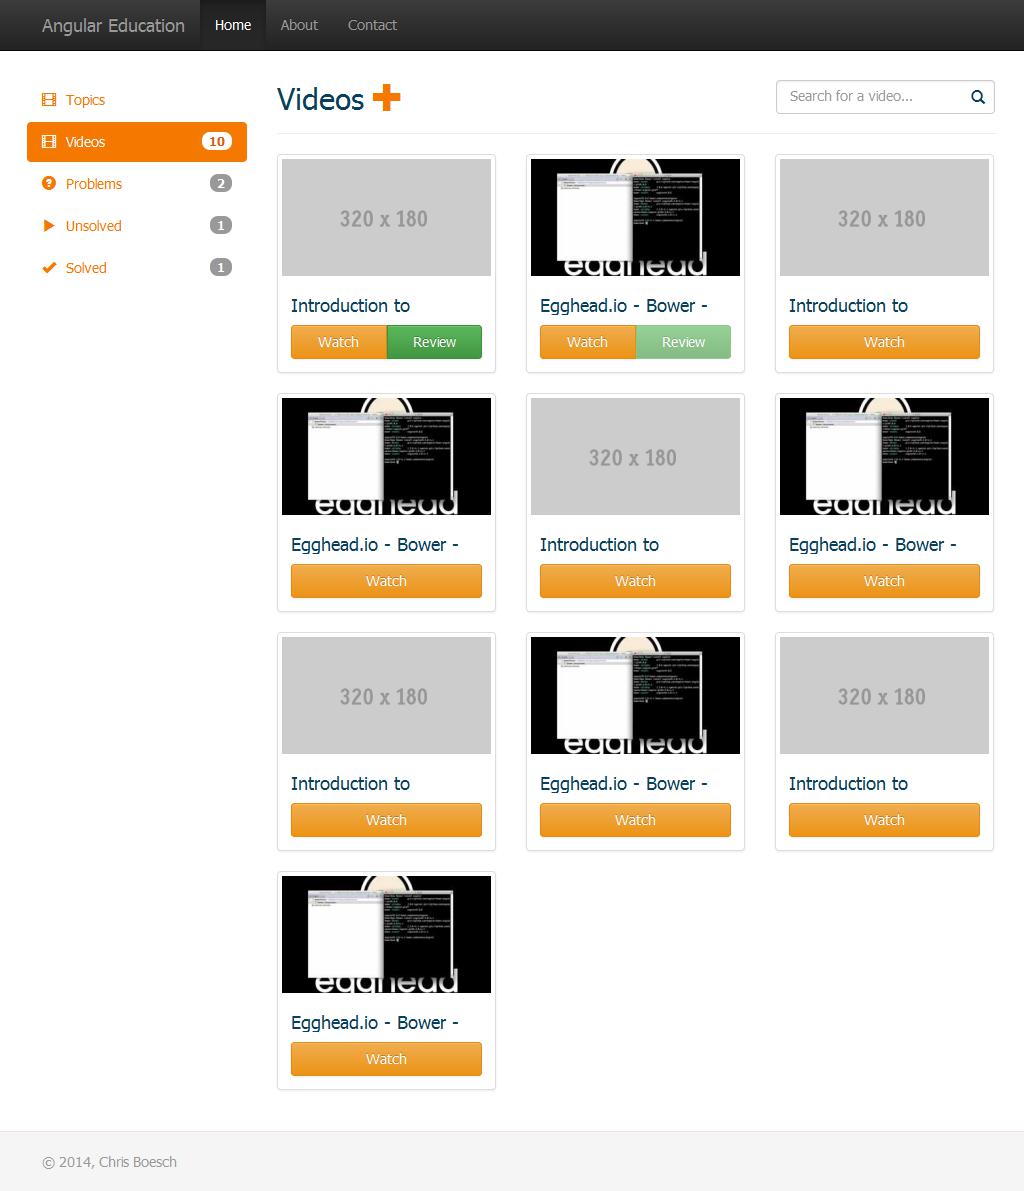 Angular Education Home About Contact
Topics
Videos 10
Problems 2
Unsolved 1
Solved 1
Videos
Search for a video...
320 x 180
egghead
320 x 180
Introduction to
Egghead.io - Bower -
Introduction to
Watch Review
Watch Review
Watch
egghead
320 x 180
egghead
Egghead.io - Bower -
Introduction to
Egghead.io - Bower -
Watch
Watch
Watch
320 x 180
egghead
320 x 180
Introduction to
Egghead.io - Bower -
Introduction to
Watch
Watch
Watch
egghead
Egghead.io - Bower -
Watch
© 2014, Chris Boesch